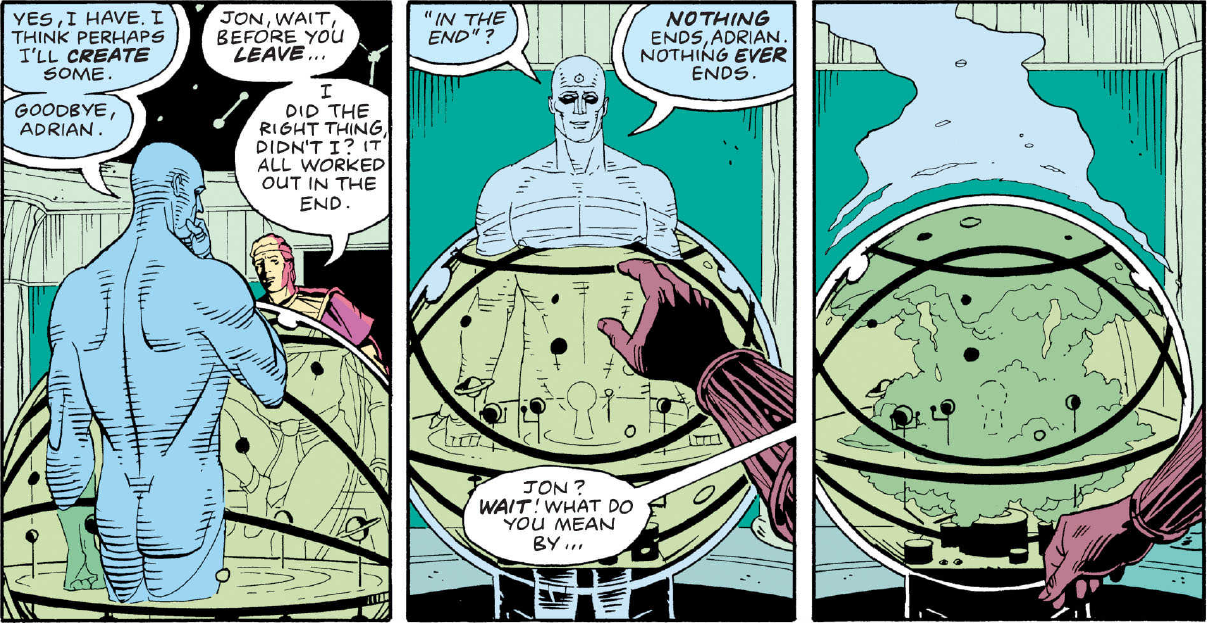 YES, I HAVE. I
THINK PERHAPS
I'LL CREATE
SOME.
GOODBYE,
ADRIAN.
JON, WAIT,
BEFORE YOU
LEAVE...
I
DID THE
RIGHT THING,
DIDN'T I? IT
ALL WORKED
OUT IN THE
END.
"IN THE
END"?
NOTHING
ENDS, ADRIAN.
NOTHING EVER
ENDS.
JON?
WAIT! WHAT DO
YOU MEAN
BY...